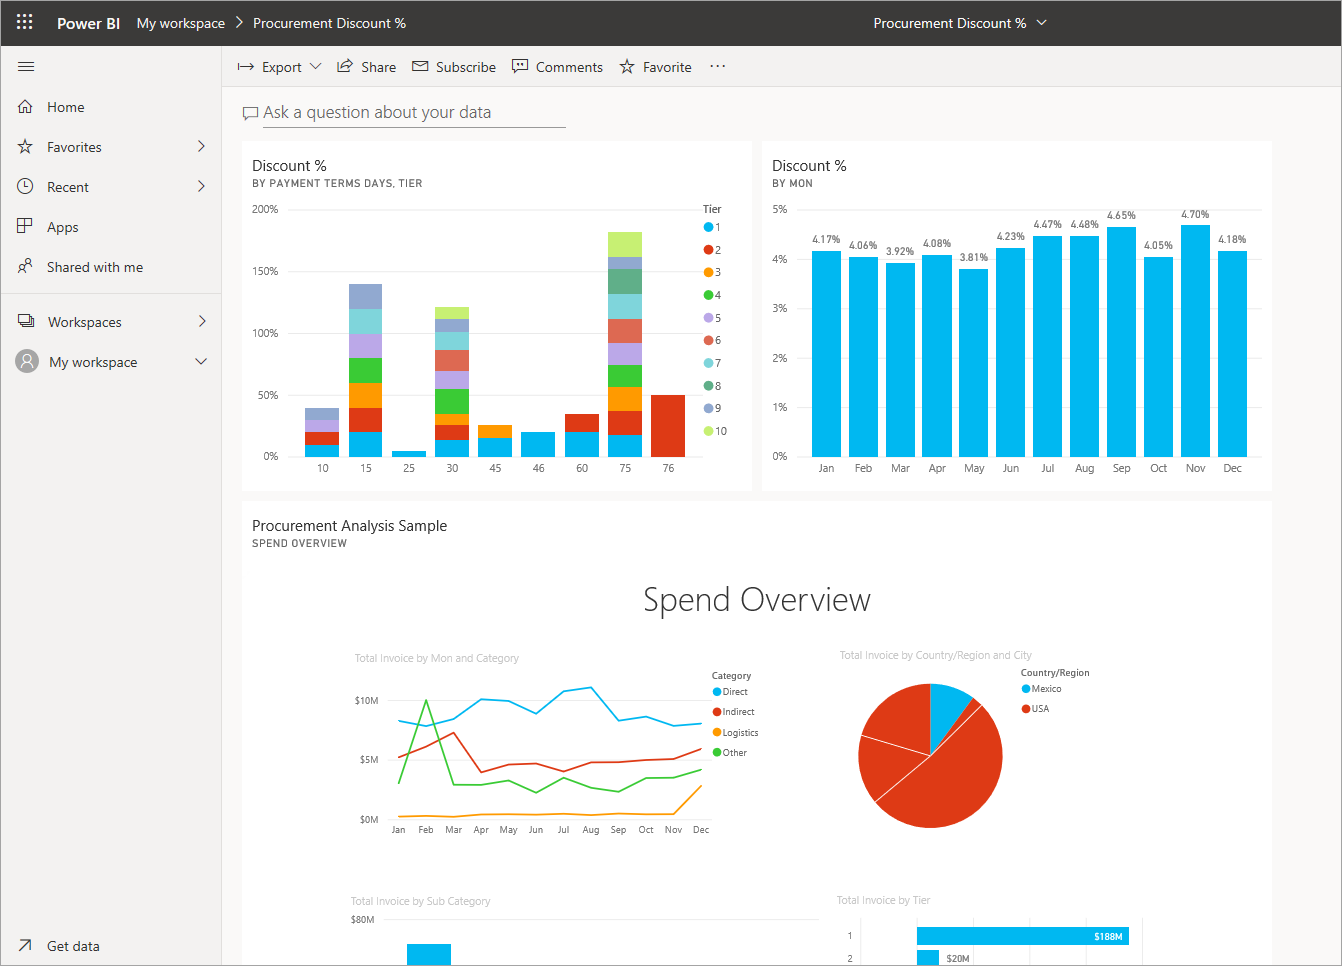 Power BI My workspace Procurement Discount % Procurement Discount %
Export Share Subscribe Comments Favorite ...
Home
Favorites
Recent
Apps
Shared with me
Workspaces
My workspace
Get data
Ask a question about your data
Discount %
BY PAYMENT TERMS DAYS, TIER
200%
150%
100%
50%
0%
10 15 25 30 45 46 60 75 76
Tier
1
2
3
4
5
6
7
8
9
10
Discount %
BY MON
5%
4%
3%
2%
1%
0%
4.17% 4.06% 3.92% 4.08% 3.81% 4.23% 4.47% 4.48% 4.65% 4.05% 4.70% 4.18%
Jan Feb Mar Apr May Jun Jul Aug Sep Oct Nov Dec
Procurement Analysis Sample
SPEND OVERVIEW
Spend Overview
Total Invoice by Mon and Category
$10M
$5M
$0M
Jan Feb Mar Apr May Jun Jul Aug Sep Oct Nov Dec
Category
Direct
Indirect
Logistics
Other
Total Invoice by Country/Region and City
Country/Region
Mexico
USA
Total Invoice by Sub Category
$80M
Total Invoice by Tier
1 $188M
2 $20M